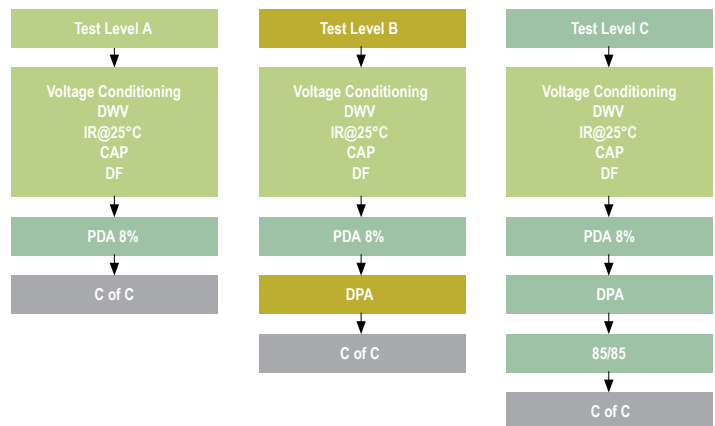 Test Level A
Voltage Conditioning
DWV
IR@25°C
CAP
DF
PDA 8%
C of C
Test Level B
Voltage Conditioning
DWV
IR@25°C
CAP
DF
PDA 8%
DPA
C of C
Test Level C
Voltage Conditioning
DWV
IR@25°C
CAP
DF
PDA 8%
DPA
85/85
C of C